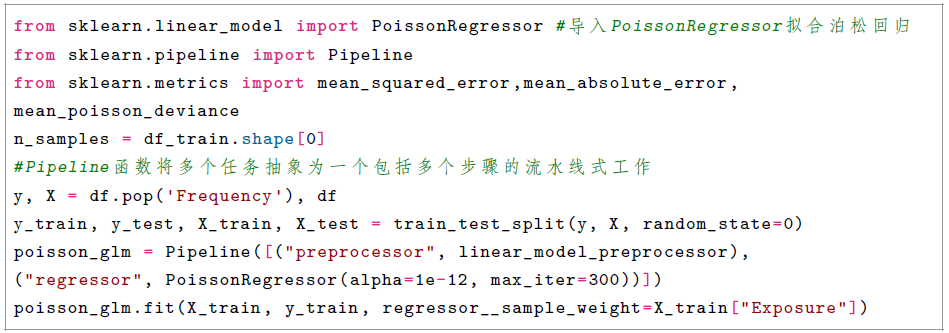 from sklearn.linear_model import PoissonRegressor #导入PoissonRegressor拟合泊松回归
from sklearn.pipeline import Pipeline
from sklearn.metrics import mean_squared_error,mean_absolute_error,
mean_poisson_deviance
n_samples = df_train.shape[0]
#Pipeline函数将多个任务抽象为一个包括多个步骤的流水线式工作
y, X = df.pop('Frequency'), df
y_train, y_test, X_train, X_test = train_test_split(y, X, random_state=0)
poisson_glm = Pipeline([("preprocessor", linear_model_preprocessor),
("regressor", PoissonRegressor(alpha=1e-12, max_iter=300))])
poisson_glm.fit(X_train, y_train, regressor__sample_weight=X_train["Exposure"])